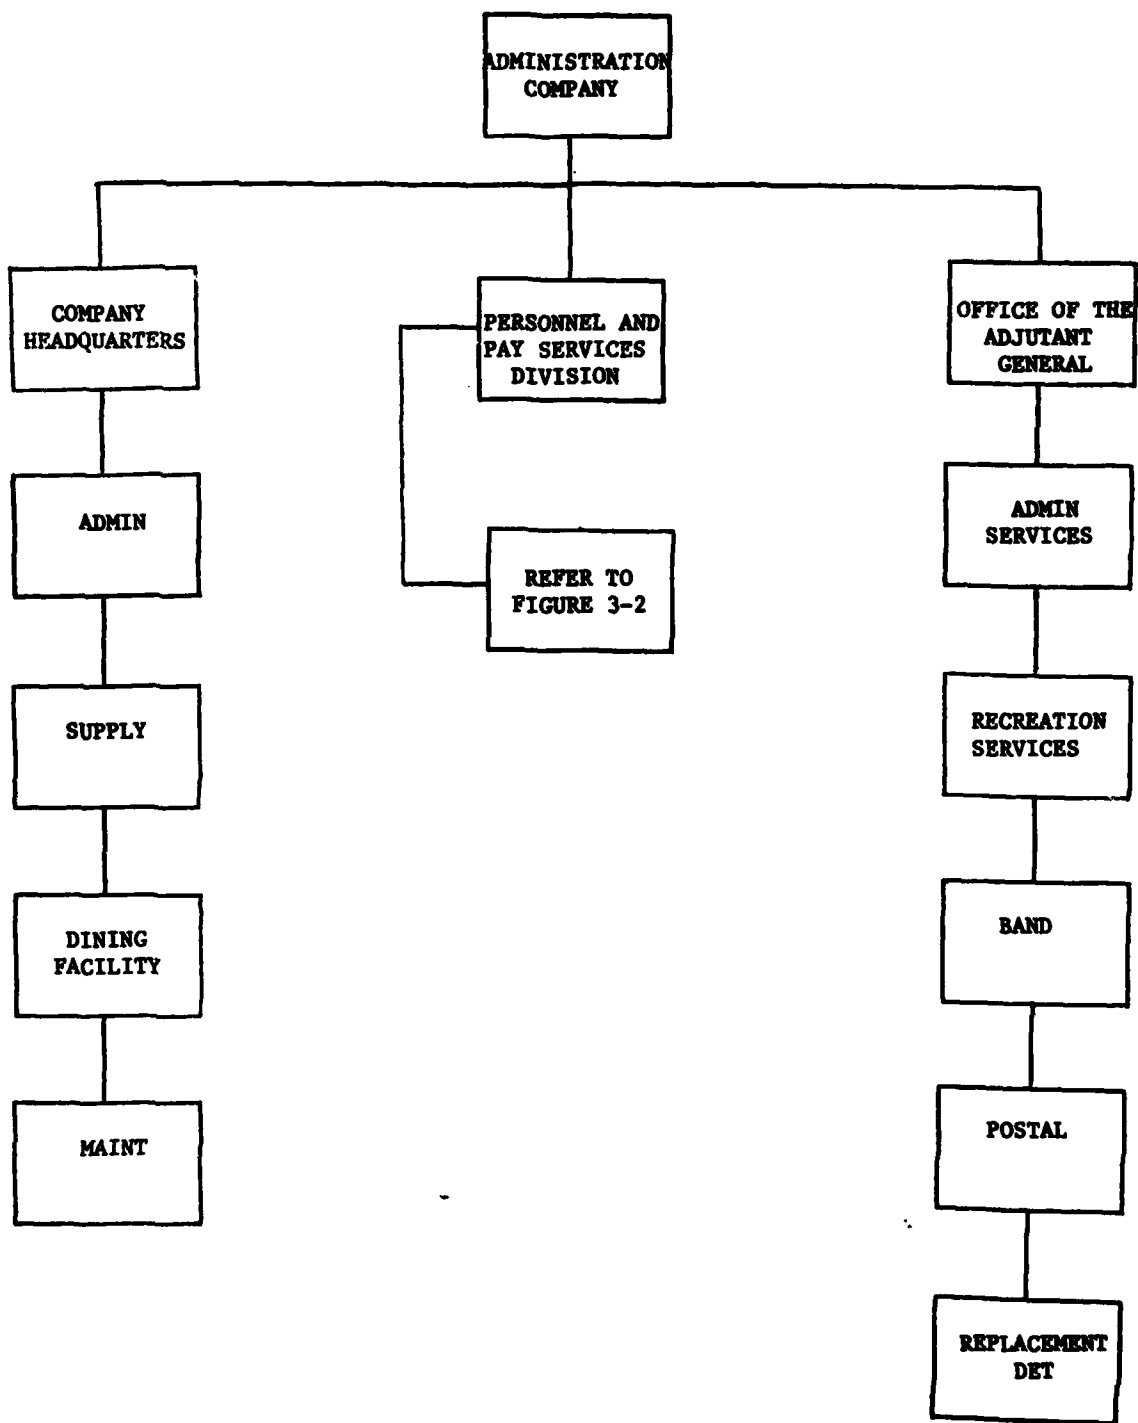 ADMINISTRATION
COMPANY
COMPANY
HEADQUARTERS
ADMIN
SUPPLY
DINING
FACILITY
MAINT
PERSONNEL AND
PAY SERVICES
DIVISION
REFER TO
FIGURE 3-2
OFFICE OF THE
ADJUTANT
GENERAL
ADMIN
SERVICES
RECREATION
SERVICES
BAND
POSTAL
REPLACEMENT
DET